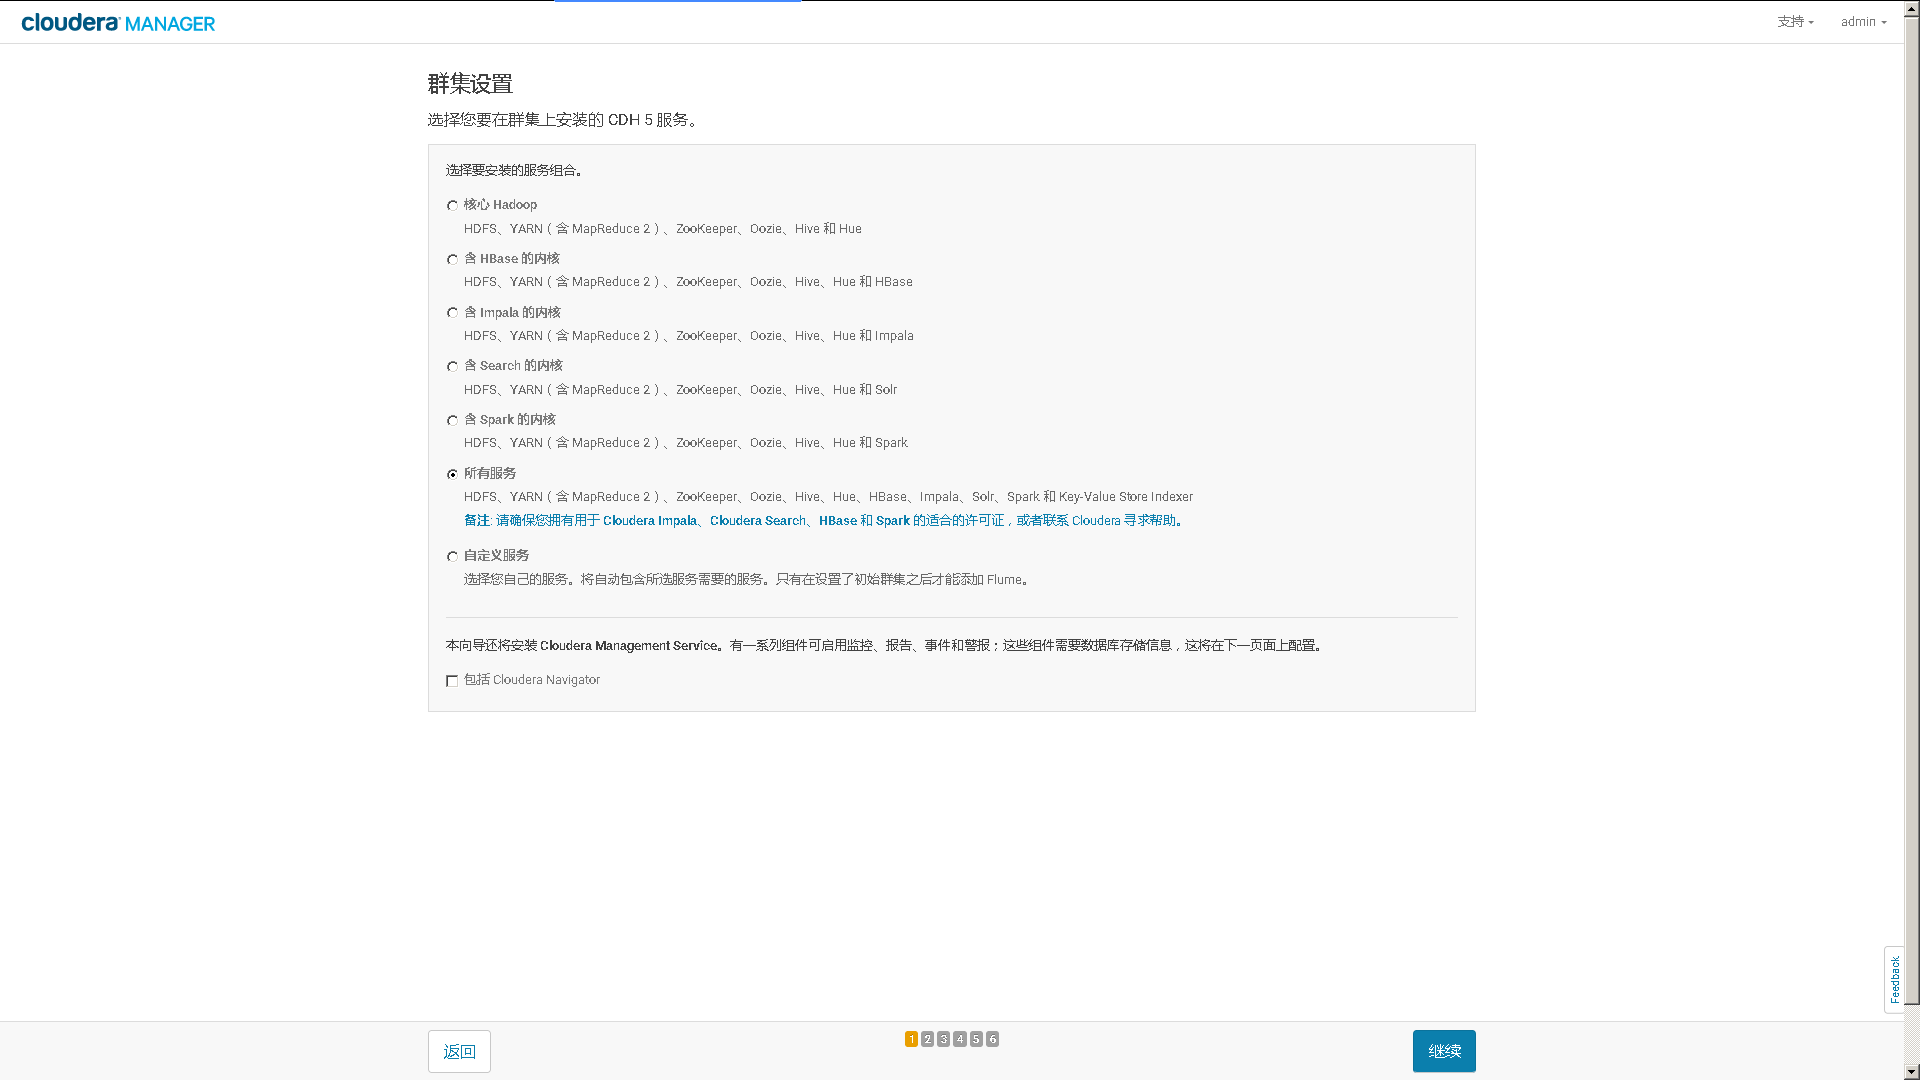 cloudera MANAGER
支持
admin
群集设置
选择您要在群集上安装的 CDH 5 服务。
选择要安装的服务组合。
核心 Hadoop
HDFS、YARN（含 MapReduce 2）、ZooKeeper、Oozie、Hive 和 Hue
含 HBase 的内核
HDFS、YARN（含 MapReduce 2）、ZooKeeper、Oozie、Hive、Hue 和 HBase
含 Impala 的内核
HDFS、YARN（含 MapReduce 2）、ZooKeeper、Oozie、Hive、Hue 和 Impala
含 Search 的内核
HDFS、YARN（含 MapReduce 2）、ZooKeeper、Oozie、Hive、Hue 和 Solr
含 Spark 的内核
HDFS、YARN（含 MapReduce 2）、ZooKeeper、Oozie、Hive、Hue 和 Spark
所有服务
HDFS、YARN（含 MapReduce 2）、ZooKeeper、Oozie、Hive、Hue、HBase、Impala、Solr、Spark 和 Key-Value Store Indexer
备注: 请确保您拥有用于 Cloudera Impala、Cloudera Search、HBase 和 Spark 的适合的许可证，或者联系 Cloudera 寻求帮助。
自定义服务
选择您自己的服务。将自动包含所选服务需要的服务。只有在设置了初始群集之后才能添加 Flume。
本向导还将安装 Cloudera Management Service。有一系列组件可启用监控、报告、事件和警报；这些组件需要数据库存储信息，这将在下一页面上配置。
包括 Cloudera Navigator
Feedback
返回
1 2 3 4 5 6
继续